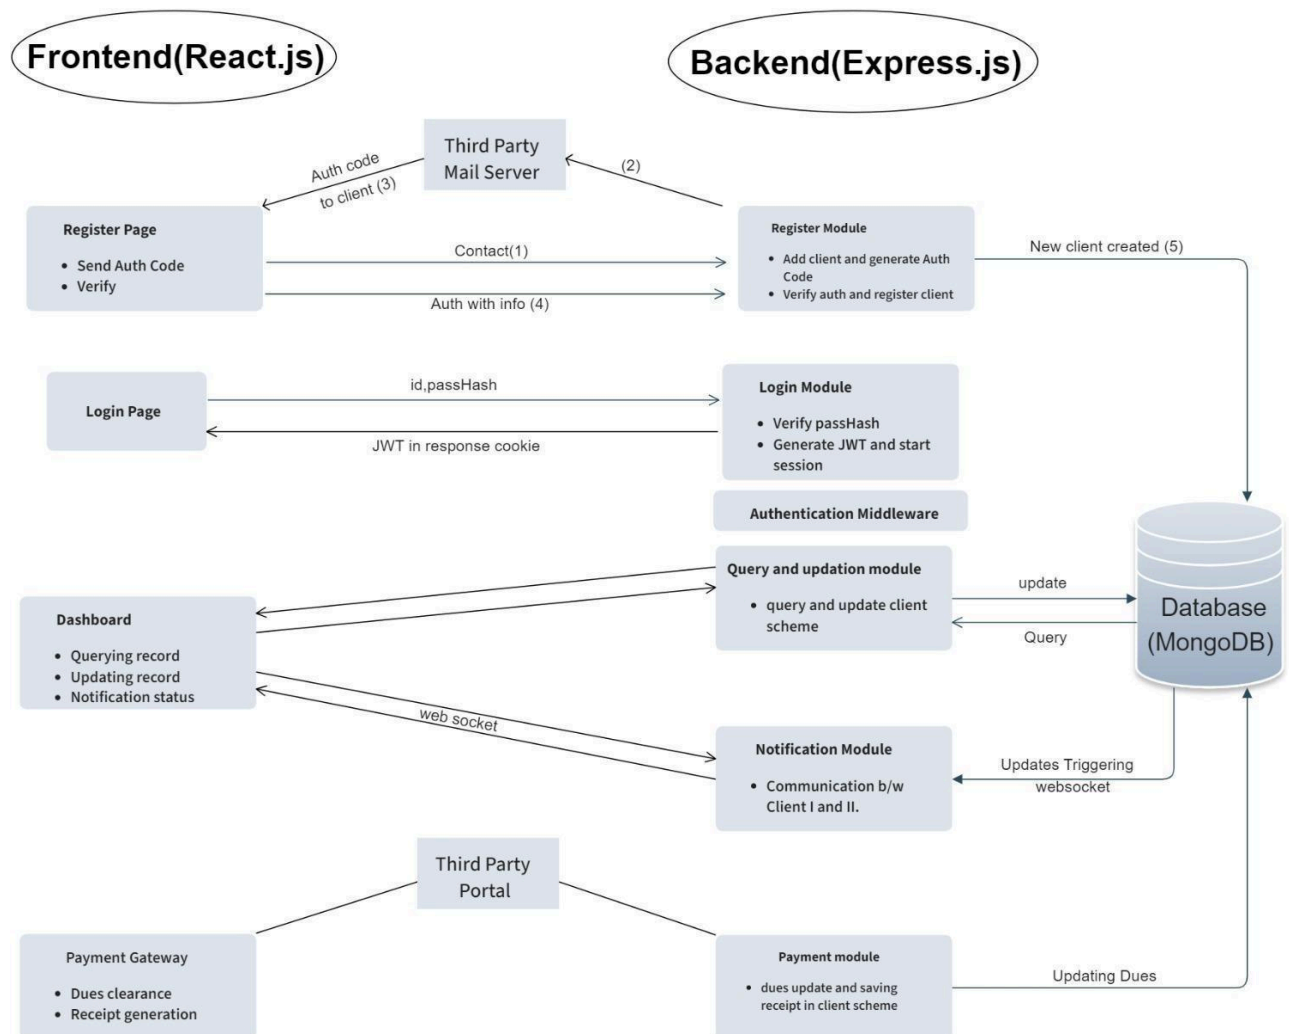 Frontend(React.js)
Backend(Express.js)
Third Party
Mail Server
Auth code
to client (3)
(2)
Register Page
• Send Auth Code
• Verify
Contact(1)
Auth with info (4)
Register Module
• Add client and generate Auth
Code
• Verify auth and register client
New client created (5)
Login Page
id,passHash
JWT in response cookie
Login Module
• Verify passHash
• Generate JWT and start
session
Authentication Middleware
Query and updation module
• query and update client
scheme
update
Query
Database
(MongoDB)
Dashboard
• Querying record
• Updating record
• Notification status
web socket
Notification Module
• Communication b/w
Client I and II.
Updates Triggering
websocket
Third Party
Portal
Payment Gateway
• Dues clearance
• Receipt generation
Payment module
• dues update and saving
receipt in client scheme
Updating Dues